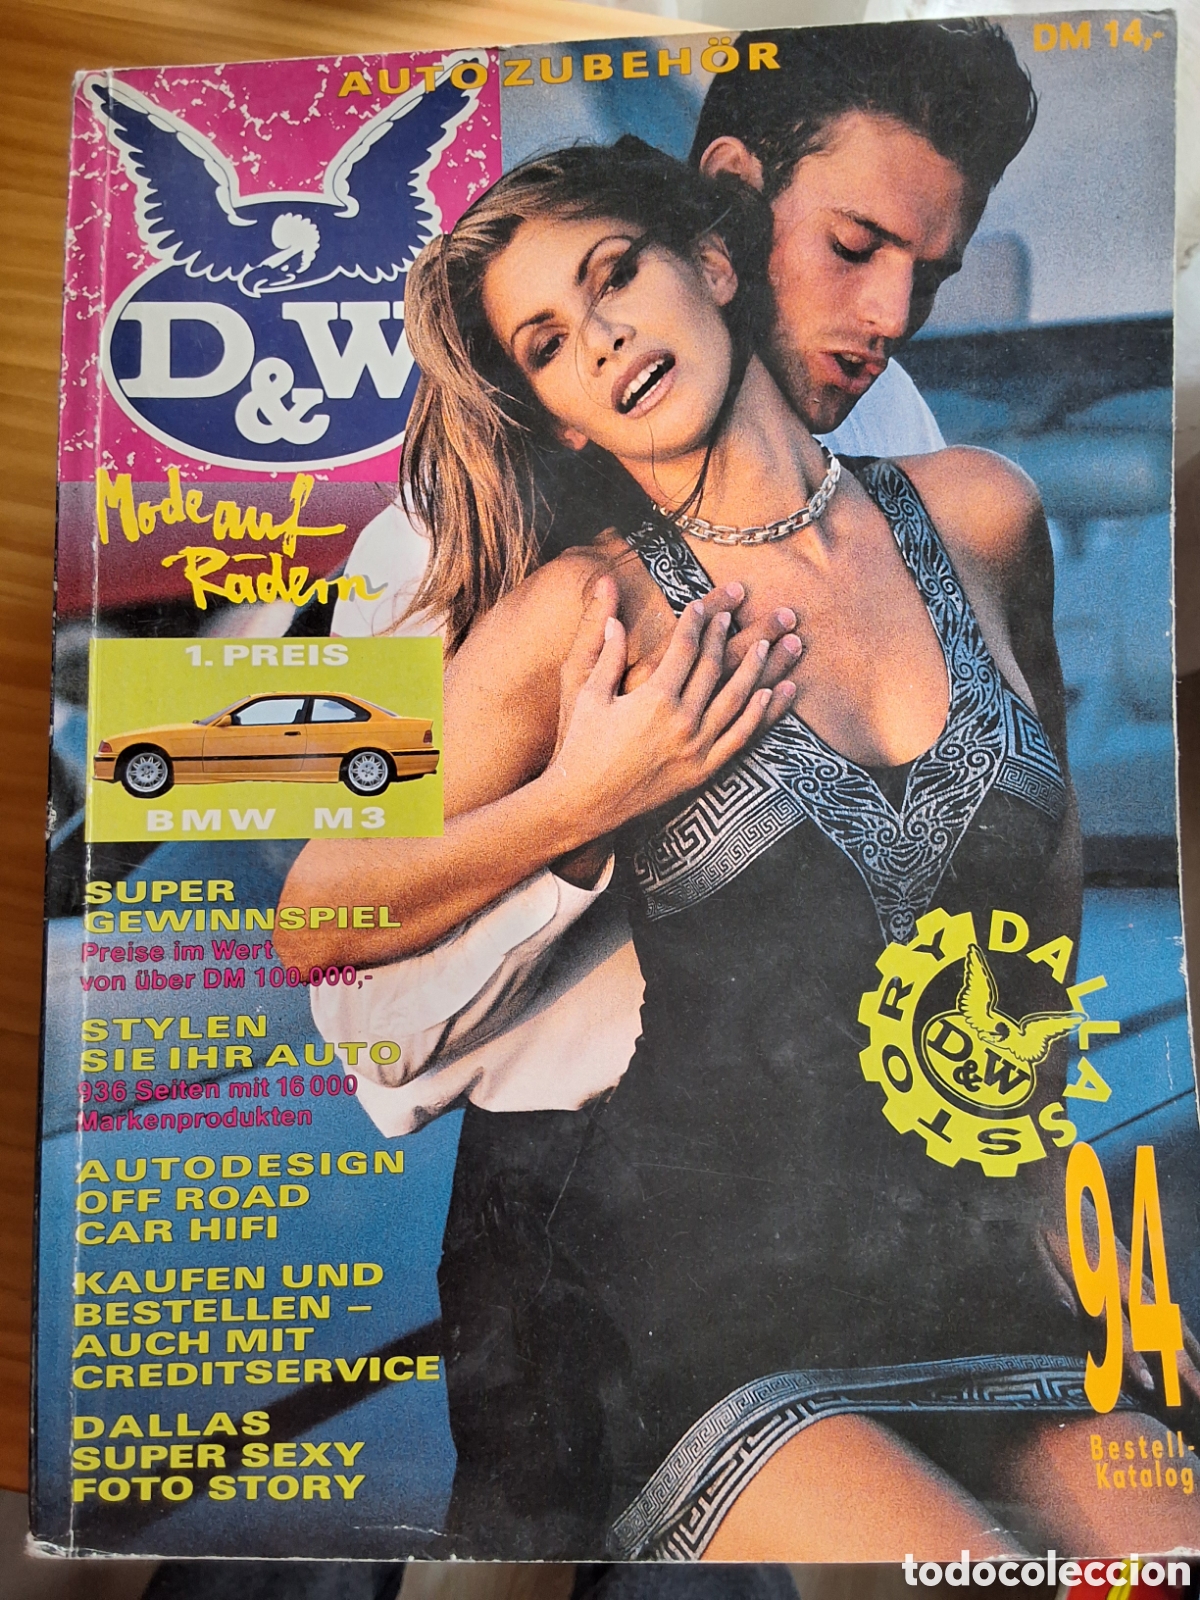 AUTOZUBEHÖR
DM 14,-
D&W
Mode auf
Rädern
1. PREIS
BMW M3
SUPER
GEWINNSPIEL
Preise im Wert
von über DM 100.000,-
STYLEN
SIE IHR AUTO
936 Seiten mit 16 000
Markenprodukten
AUTODESIGN
OFF ROAD
CAR HIFI
KAUFEN UND
BESTELLEN –
AUCH MIT
CREDITSERVICE
DALLAS
SUPER SEXY
FOTO STORY
DALLAS STORY
D&W
94
Bestell-
Katalog
todocoleccion